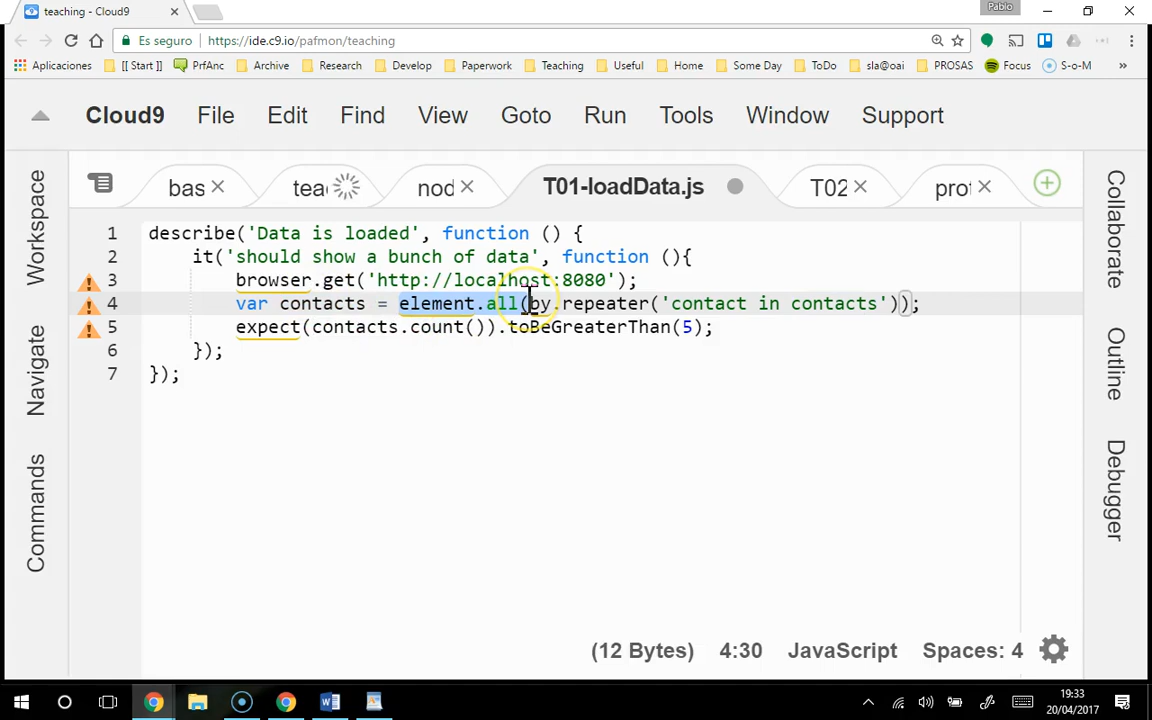 teaching - Cloud9
Pablo
Es seguro
https://ide.c9.io/pafmon/teaching
Aplicaciones
[[ Start ]]
PrfAnc
Archive
Research
Develop
Paperwork
Teaching
Useful
Home
Some Day
ToDo
sla@oai
PROSAS
Focus
S-o-M
»
Cloud9 File Edit Find View Goto Run Tools Window Support
bas
tea
nod
T01-loadData.js
T02
prot
Workspace
Navigate
Commands
1 describe('Data is loaded', function () {
2 it('should show a bunch of data', function (){
3 browser.get('http://localhost:8080');
4 var contacts = element.all(by.repeater('contact in contacts'));
5 expect(contacts.count()).toBeGreaterThan(5);
6 });
7 });
Collaborate
Outline
Debugger
(12 Bytes) 4:30 JavaScript Spaces: 4
19:33
20/04/2017